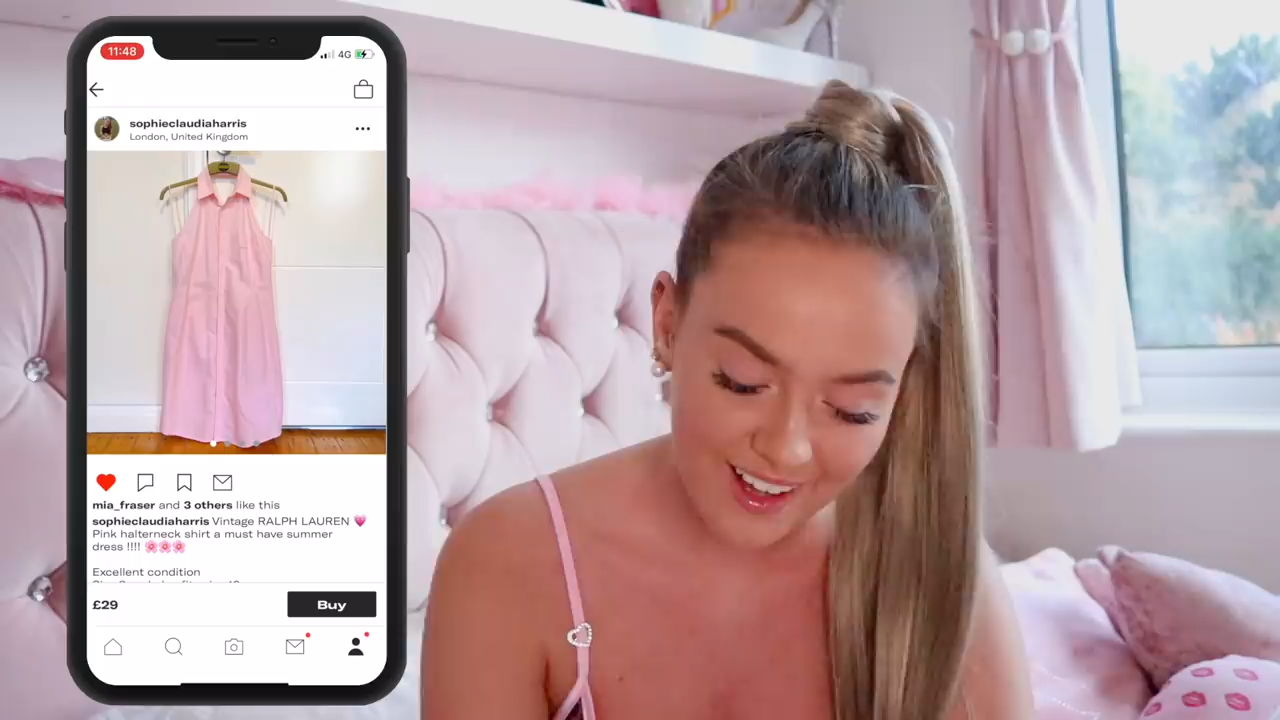 11:48
4G
sophieclaudiaharris
London, United Kingdom
mia_fraser and 3 others like this
sophieclaudiaharris Vintage RALPH LAUREN 💗
Pink halterneck shirt a must have summer
dress !!!! 🌸🌸🌸
Excellent condition
£29
Buy